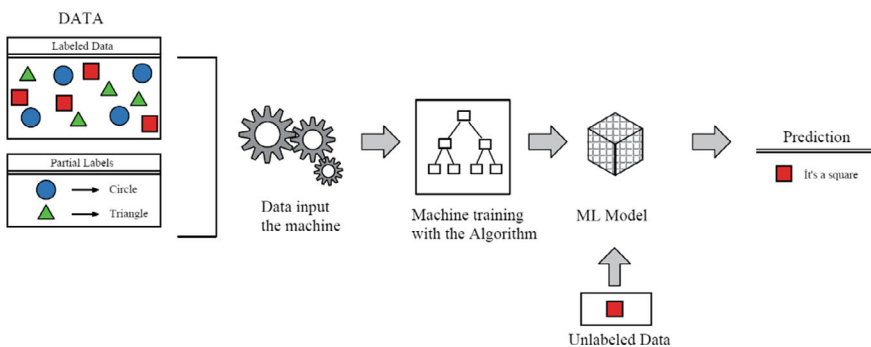 DATA
Labeled Data
Partial Labels
Circle
Triangle
Data input
the machine
Machine training
with the Algorithm
ML Model
Unlabeled Data
Prediction
İt's a square